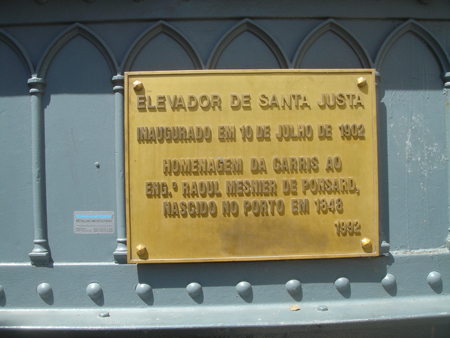 ELEVADOR DE SANTA JUSTA
INAUGURADO EM 10 DE JULHO DE 1902
HOMENAGEM DA CARRIS AO
ENG.º RAOUL MESNIER DE PONSARD,
NASCIDO NO PORTO EM 1848
1992